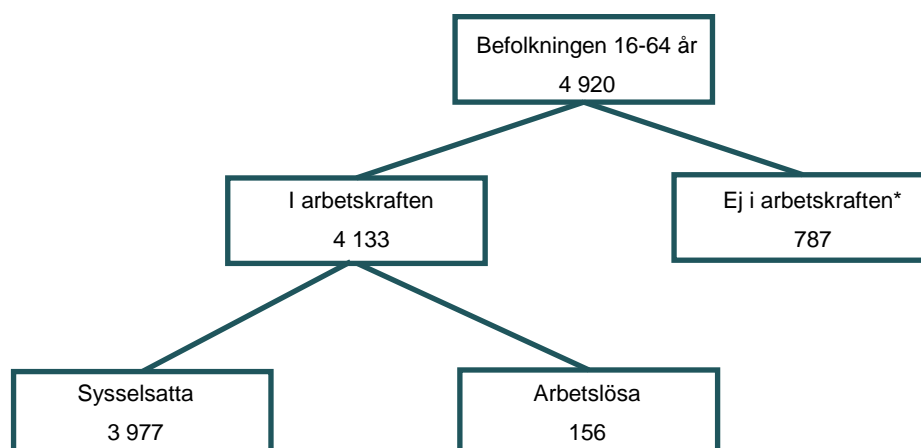 Befolkningen 16-64 år
4 920
I arbetskraften
4 133
Ej i arbetskraften*
787
Sysselsatta
3 977
Arbetslösa
156